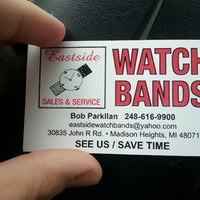 Eastside
SALES & SERVICE
WATCH
BANDS
Bob Parkllan 248-616-9900
eastsidewatchbands@yahoo.com
30835 John R Rd. • Madison Heights, MI 48071
SEE US / SAVE TIME